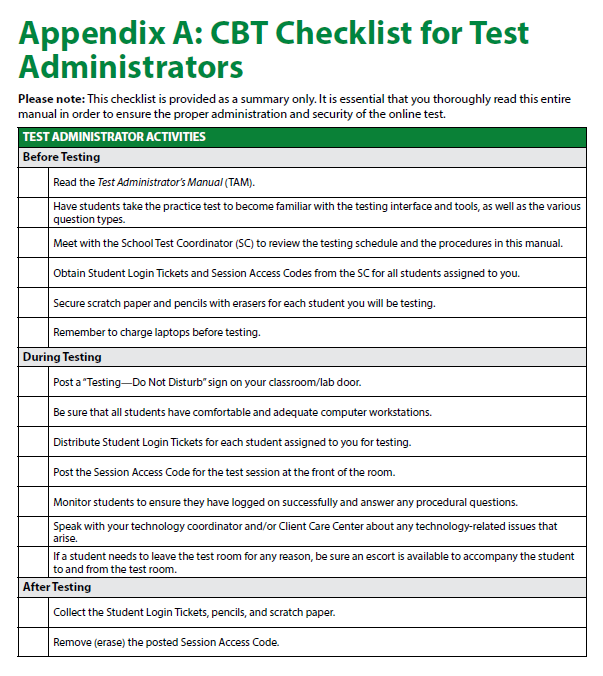 Appendix A: CBT Checklist for Test
Administrators
Please note: This checklist is provided as a summary only. It is essential that you thoroughly read this entire
manual in order to ensure the proper administration and security of the online test.
TEST ADMINISTRATOR ACTIVITIES
Before Testing
Read the Test Administrator's Manual (TAM).
Have students take the practice test to become familiar with the testing interface and tools, as well as the various
question types.
Meet with the School Test Coordinator (SC) to review the testing schedule and the procedures in this manual.
Obtain Student Login Tickets and Session Access Codes from the SC for all students assigned to you.
Secure scratch paper and pencils with erasers for each student you will be testing.
Remember to charge laptops before testing.
During Testing
Post a "Testing—Do Not Disturb" sign on your classroom/lab door.
Be sure that all students have comfortable and adequate computer workstations.
Distribute Student Login Tickets for each student assigned to you for testing.
Post the Session Access Code for the test session at the front of the room.
Monitor students to ensure they have logged on successfully and answer any procedural questions.
Speak with your technology coordinator and/or Client Care Center about any technology-related issues that
arise.
If a student needs to leave the test room for any reason, be sure an escort is available to accompany the student
to and from the test room.
After Testing
Collect the Student Login Tickets, pencils, and scratch paper.
Remove (erase) the posted Session Access Code.